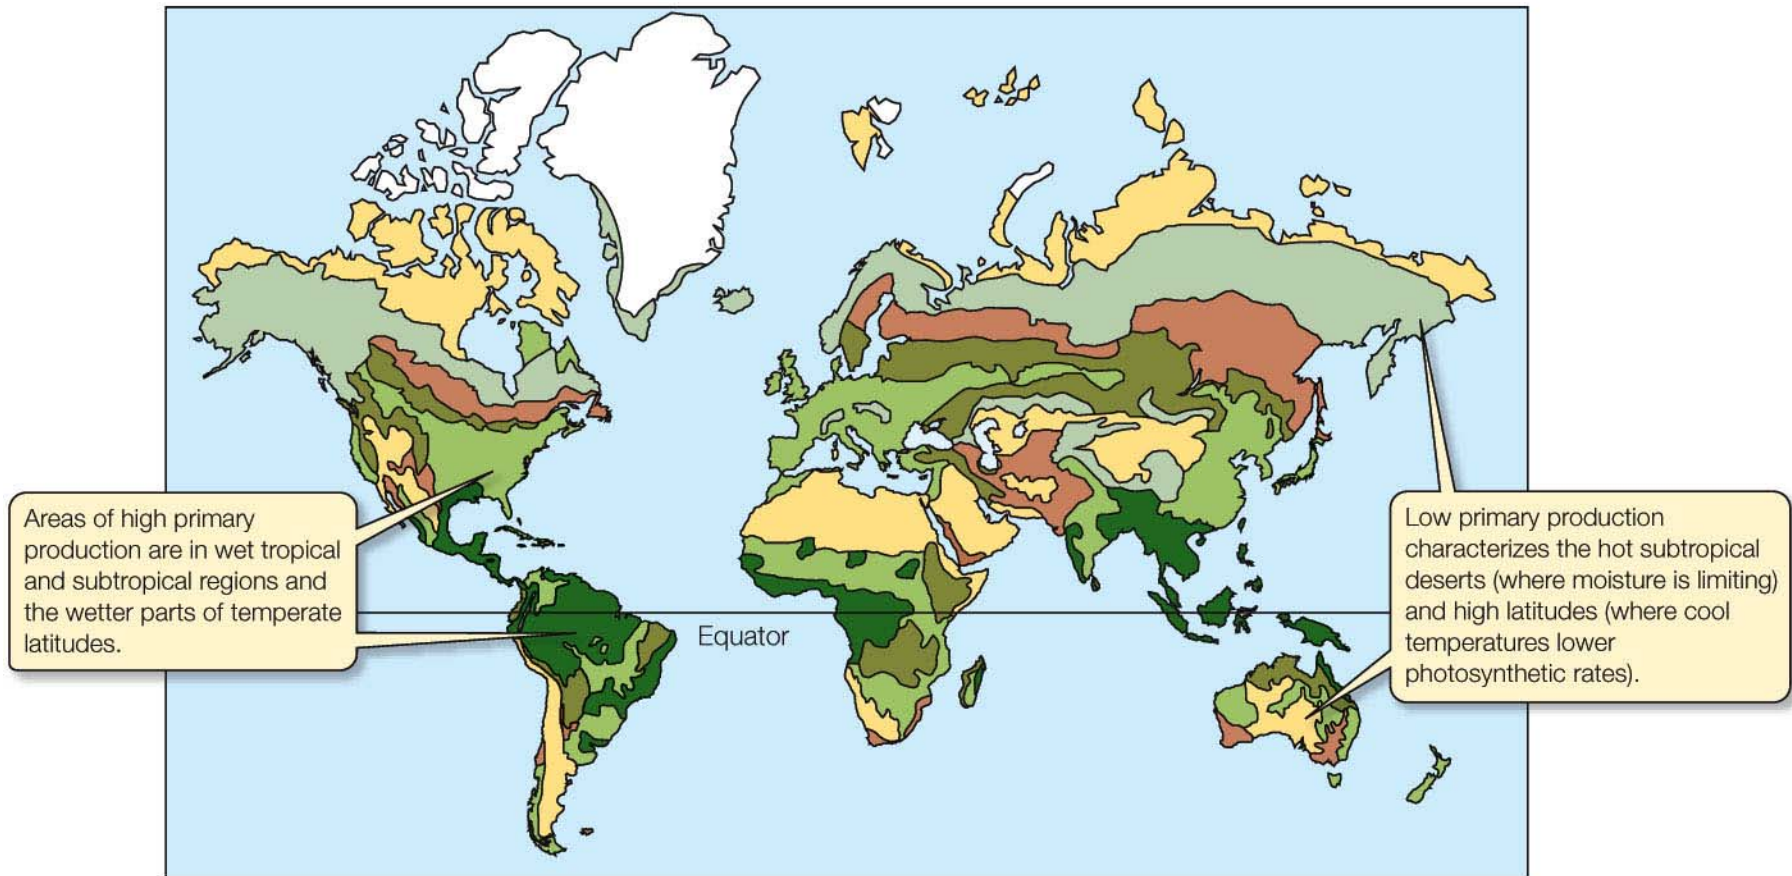 Areas of high primary
production are in wet tropical
and subtropical regions and
the wetter parts of temperate
latitudes.
Equator
Low primary production
characterizes the hot subtropical
deserts (where moisture is limiting)
and high latitudes (where cool
temperatures lower
photosynthetic rates).